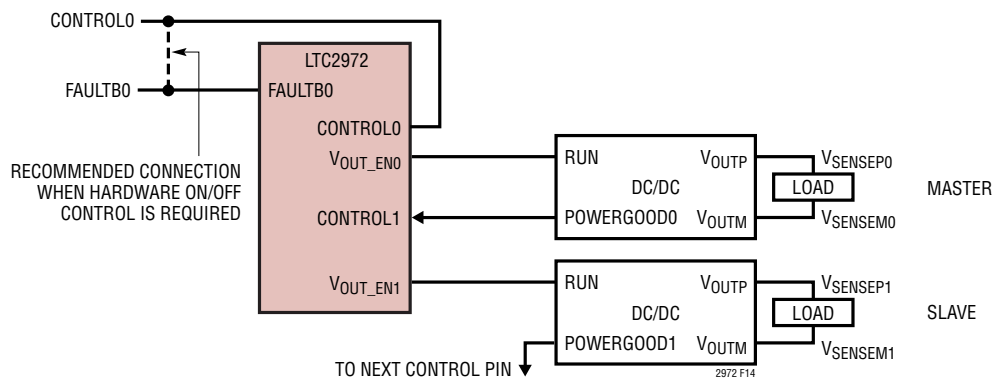 CONTROL0
LTC2972
FAULTB0
FAULTB0
CONTROL0
RECOMMENDED CONNECTION
WHEN HARDWARE ON/OFF
CONTROL IS REQUIRED
VOUT_EN0
RUN
VOUTP
VSENSEP0
DC/DC
LOAD
MASTER
CONTROL1
POWERGOOD0
VOUTM
VSENSEM0
VOUT_EN1
RUN
VOUTP
VSENSEP1
DC/DC
LOAD
SLAVE
POWERGOOD1
VOUTM
VSENSEM1
TO NEXT CONTROL PIN
2972 F14